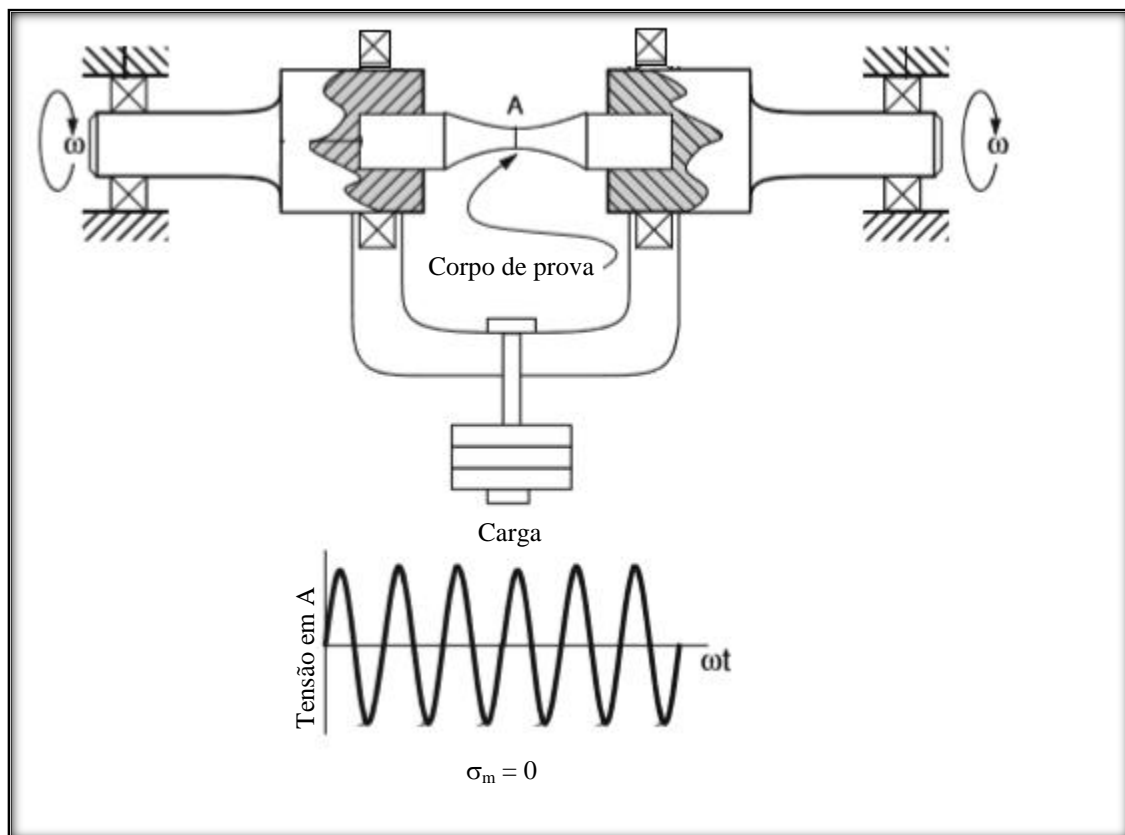 A
ω
ω
Corpo de prova
Carga
Tensão em A
ωt
σm = 0